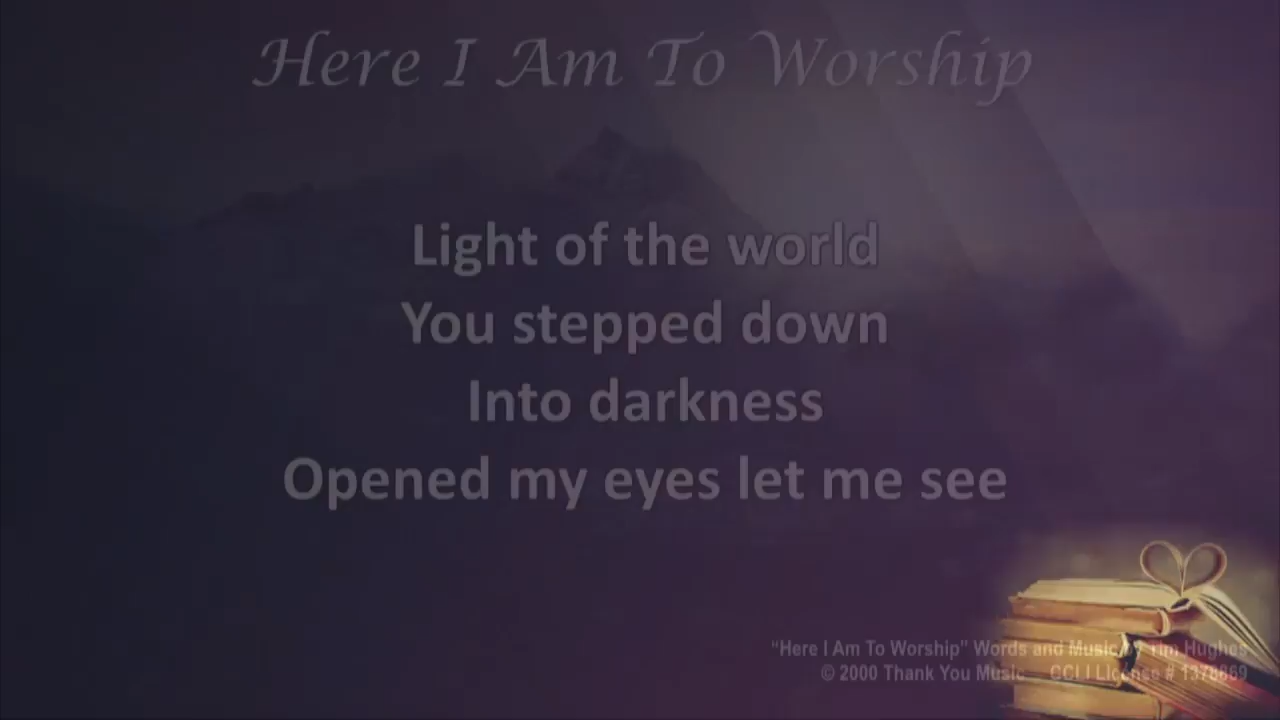 Here I Am To Worship
Light of the world
You stepped down
Into darkness
Opened my eyes let me see
“Here I Am To Worship” Words and Music Tim Hughes
© 2000 Thank You Music CCLI License #